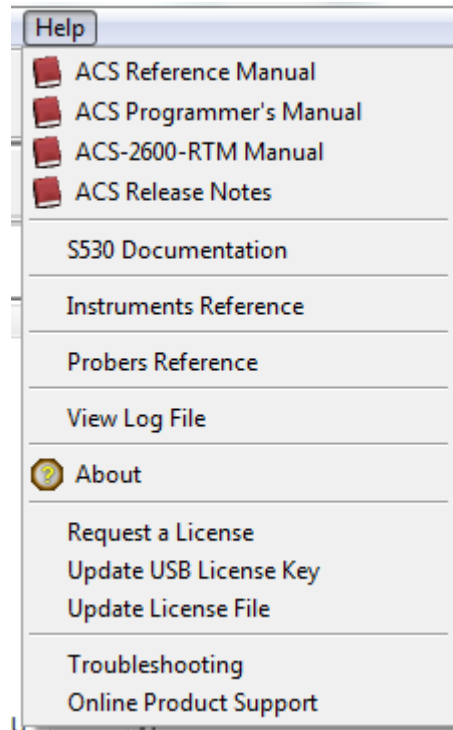 Help
ACS Reference Manual
ACS Programmer's Manual
ACS-2600-RTM Manual
ACS Release Notes
S530 Documentation
Instruments Reference
Probers Reference
View Log File
About
Request a License
Update USB License Key
Update License File
Troubleshooting
Online Product Support